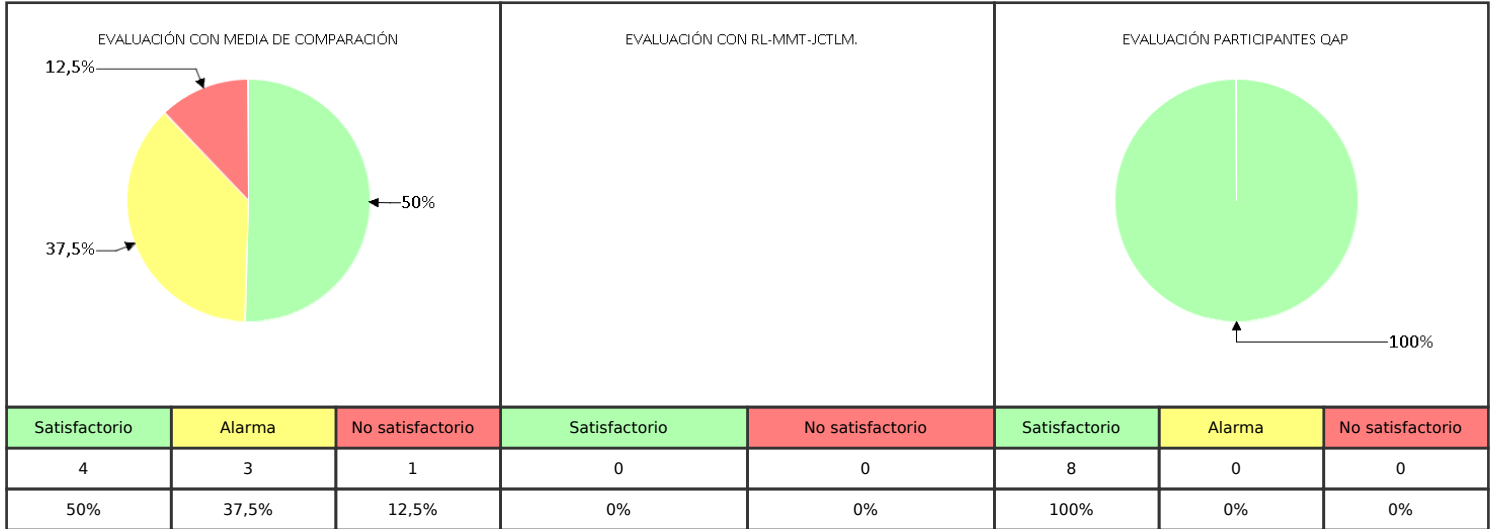 EVALUACIÓN CON MEDIA DE COMPARACIÓN
12,5%
50%
37,5%
EVALUACIÓN CON RL-MMT-JCTLM.
EVALUACIÓN PARTICIPANTES QAP
100%
Satisfactorio Alarma No satisfactorio Satisfactorio No satisfactorio Satisfactorio Alarma No satisfactorio
4 3 1 0 0 8 0 0
50% 37,5% 12,5% 0% 0% 100% 0% 0%